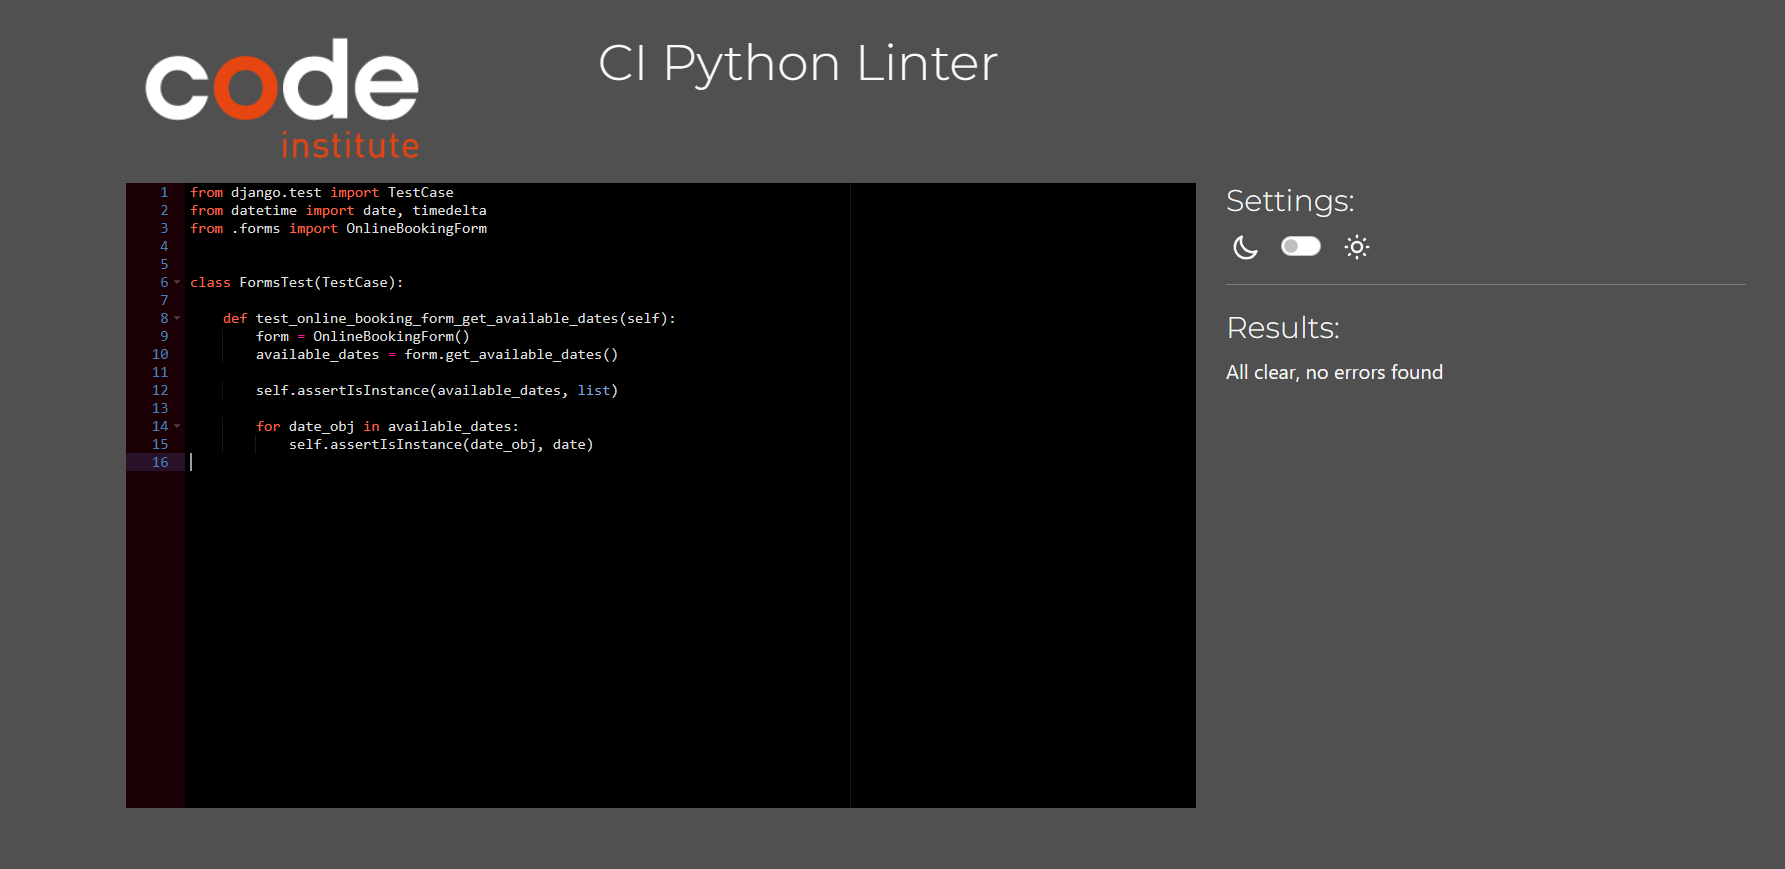 code
institute
CI Python Linter
1 from django.test import TestCase
2 from datetime import date, timedelta
3 from .forms import OnlineBookingForm
4
5
6 class FormsTest(TestCase):
7
8     def test_online_booking_form_get_available_dates(self):
9         form = OnlineBookingForm()
10         available_dates = form.get_available_dates()
11
12         self.assertIsInstance(available_dates, list)
13
14         for date_obj in available_dates:
15             self.assertIsInstance(date_obj, date)
16
Settings:
Results:
All clear, no errors found